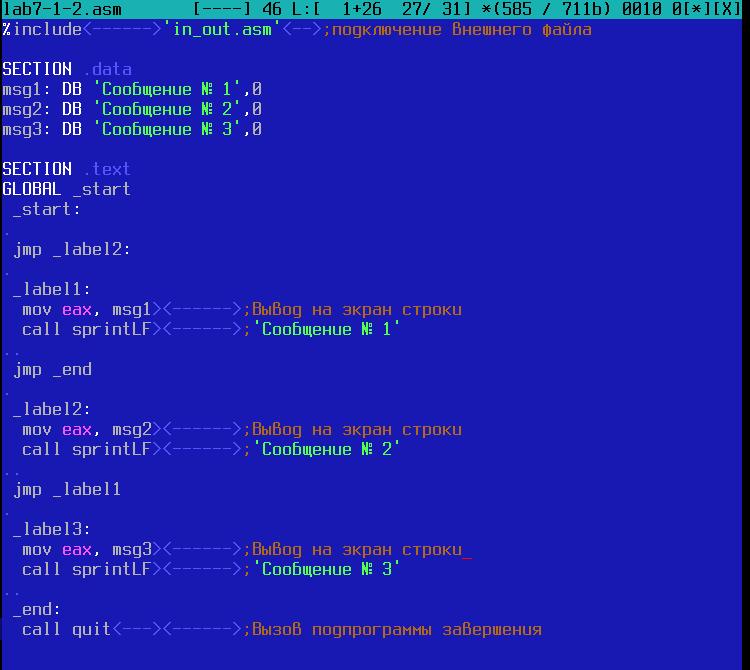 lab7-1-2.asm [----] 46 L:[ 1+26 27/ 31] *(585 / 711b) 0010 0[*][X]
%include<------>'in_out.asm'<-->;подключение внешнего файла
SECTION .data
msg1: DB 'Сообщение № 1',0
msg2: DB 'Сообщение № 2',0
msg3: DB 'Сообщение № 3',0
SECTION .text
GLOBAL _start
_start:
.
jmp _label2:
.
_label1:
mov eax, msg1><------>;Вывод на экран строки
call sprintLF><------>;'Сообщение № 1'
..
jmp _end
.
_label2:
mov eax, msg2><------>;Вывод на экран строки
call sprintLF><------>;'Сообщение № 2'
..
jmp _label1
.
_label3:
mov eax, msg3><------>;Вывод на экран строки_
call sprintLF><------>;'Сообщение № 3'
..
_end:
call quit<---><------>;Вызов подпрограммы завершения